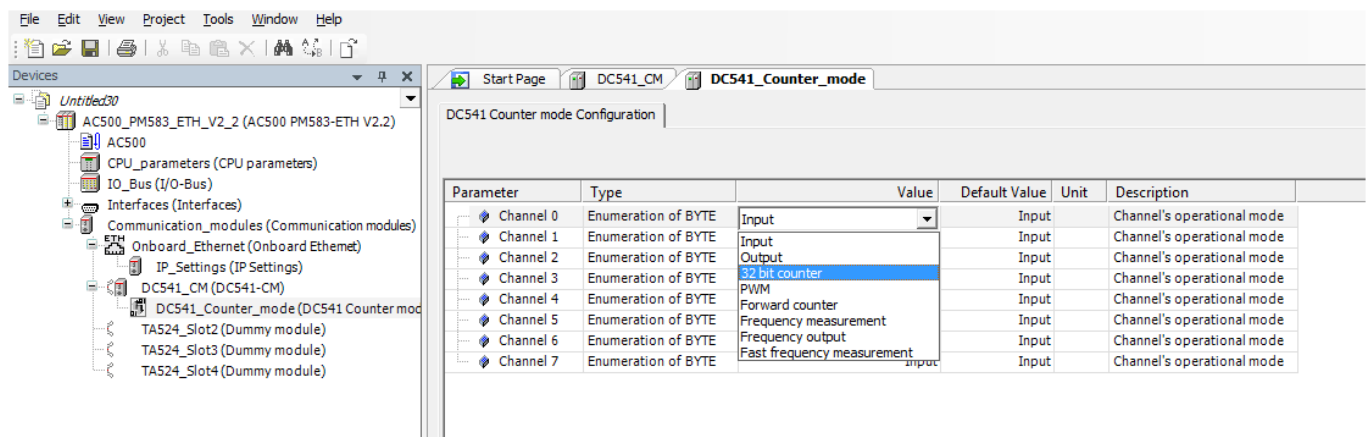 File Edit View Project Tools Window Help
Devices
Untitled30
AC500_PM583_ETH_V2_2 (AC500 PM583-ETH V2.2)
AC500
CPU_parameters (CPU parameters)
IO_Bus (I/O-Bus)
Interfaces (Interfaces)
Communication_modules (Communication modules)
ETH Onboard_Ethernet (Onboard Ethernet)
IP_Settings (IP Settings)
DC541_CM (DC541-CM)
DC541_Counter_mode (DC541 Counter mod
TA524_Slot2 (Dummy module)
TA524_Slot3 (Dummy module)
TA524_Slot4 (Dummy module)
Start Page DC541_CM DC541_Counter_mode
DC541 Counter mode Configuration
Parameter Type Value Default Value Unit Description
Channel 0 Enumeration of BYTE Input Input Channel's operational mode
Channel 1 Enumeration of BYTE Input Input Channel's operational mode
Channel 2 Enumeration of BYTE Output Input Channel's operational mode
Channel 3 Enumeration of BYTE 32 bit counter Input Channel's operational mode
Channel 4 Enumeration of BYTE PWM Input Channel's operational mode
Forward counter
Channel 5 Enumeration of BYTE Frequency measurement Input Channel's operational mode
Channel 6 Enumeration of BYTE Frequency output Input Channel's operational mode
Fast frequency measurement
Channel 7 Enumeration of BYTE Input Input Channel's operational mode